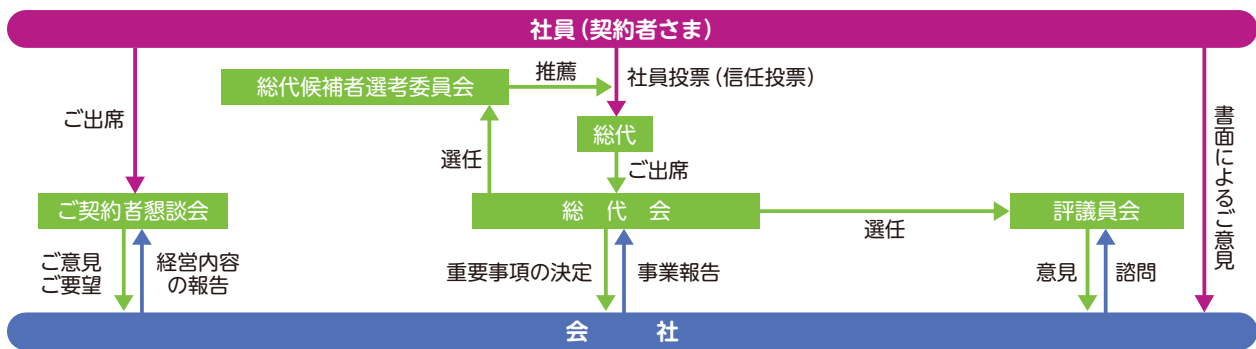 社員（契約者さま）
総代候補者選考委員会
推薦
社員投票（信任投票）
ご出席
総代
選任
ご出席
書面によるご意見
ご契約者懇談会
総代会
選任
評議員会
ご意見
ご要望
経営内容
の報告
重要事項の決定
事業報告
意見
諮問
会社